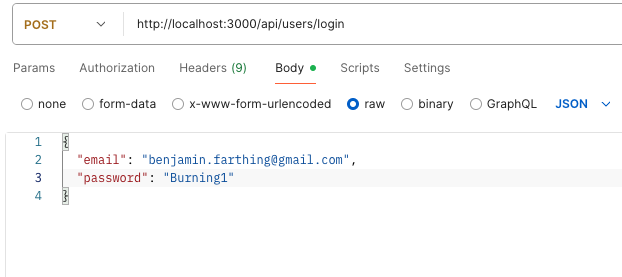 POST http://localhost:3000/api/users/login
Params Authorization Headers (9) Body Scripts Settings
none form-data x-www-form-urlencoded raw binary GraphQL JSON
1 {
2 "email": "benjamin.farthing@gmail.com",
3 "password": "Burning1"
4 }